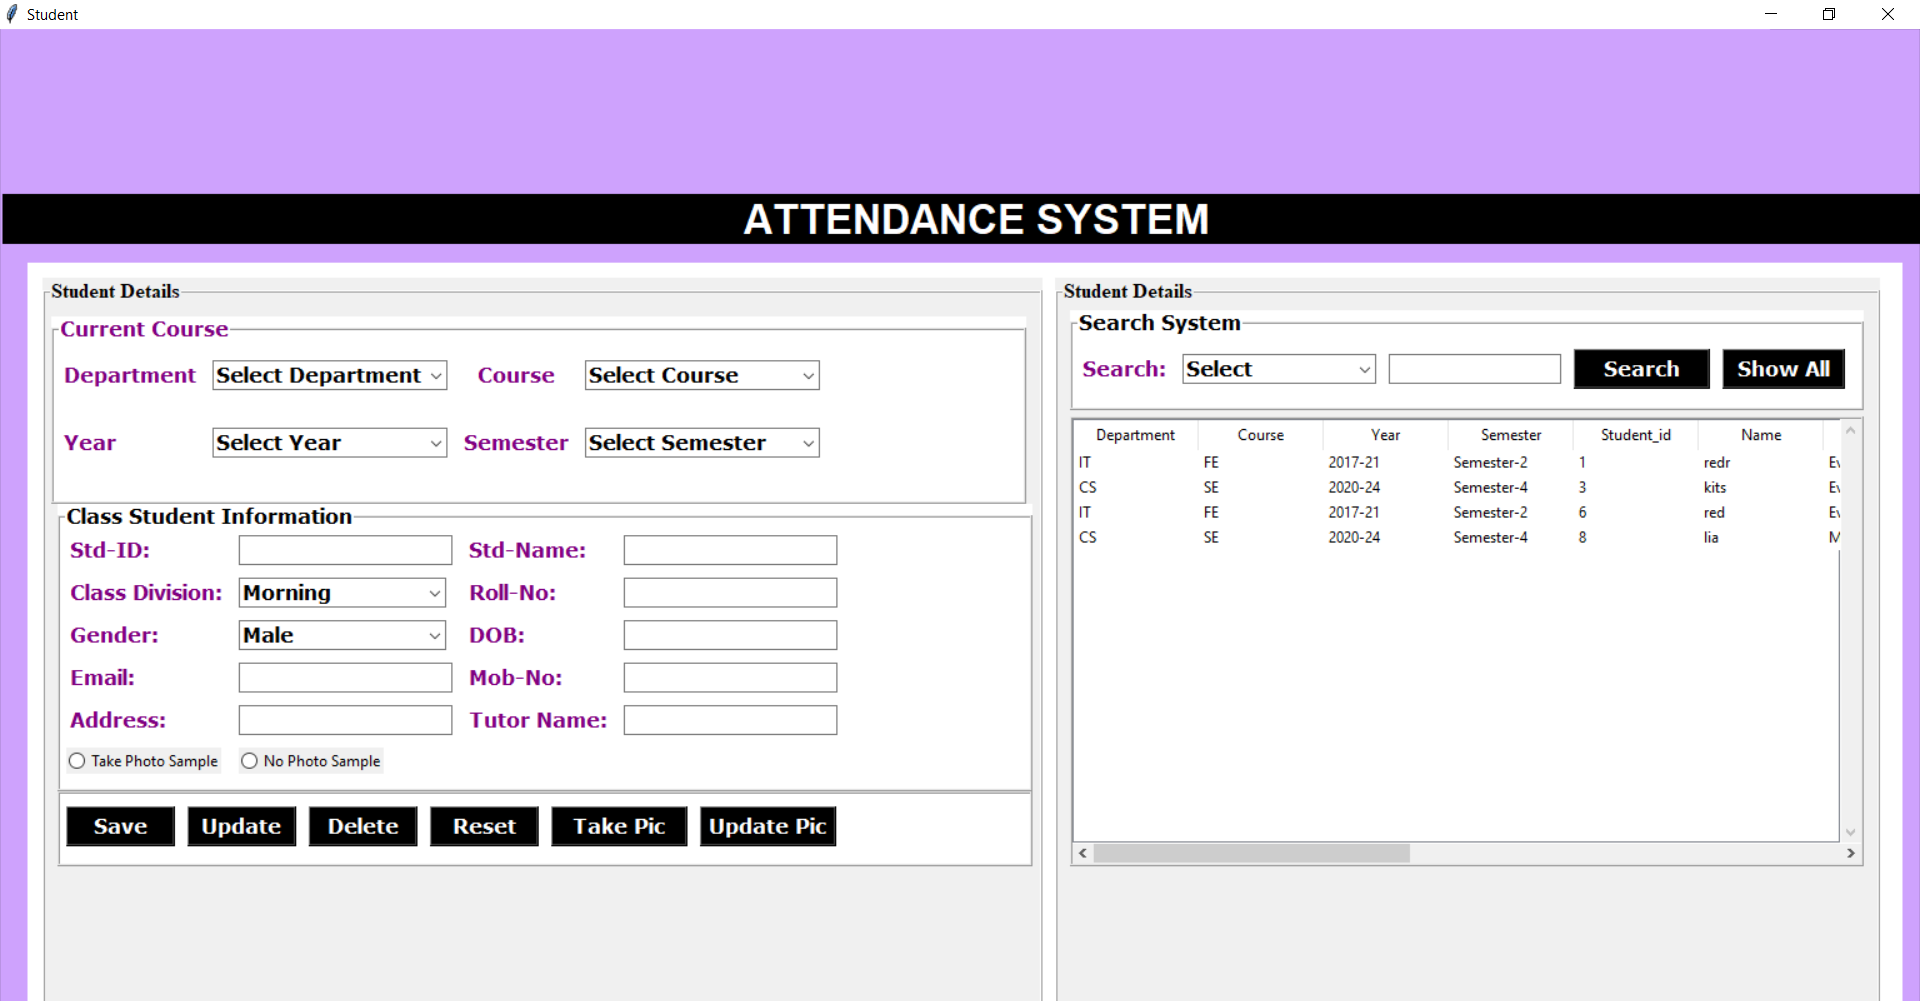 Student
ATTENDANCE SYSTEM
Student Details
Current Course
Department Select Department Course Select Course
Year Select Year Semester Select Semester
Class Student Information
Std-ID: Std-Name:
Class Division: Morning Roll-No:
Gender: Male DOB:
Email: Mob-No:
Address: Tutor Name:
Take Photo Sample No Photo Sample
Save Update Delete Reset Take Pic Update Pic
Student Details
Search System
Search: Select Search Show All
Department Course Year Semester Student_id Name
IT FE 2017-21 Semester-2 1 redr
CS SE 2020-24 Semester-4 3 kits
IT FE 2017-21 Semester-2 6 red
CS SE 2020-24 Semester-4 8 lia